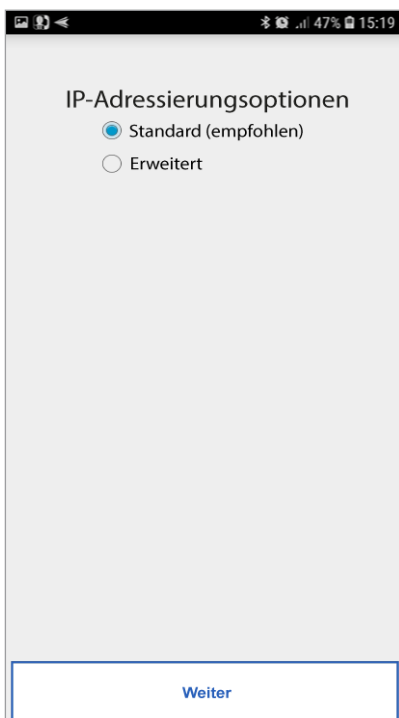 47% 15:19
IP-Adressierungsoptionen
Standard (empfohlen)
Erweitert
Weiter